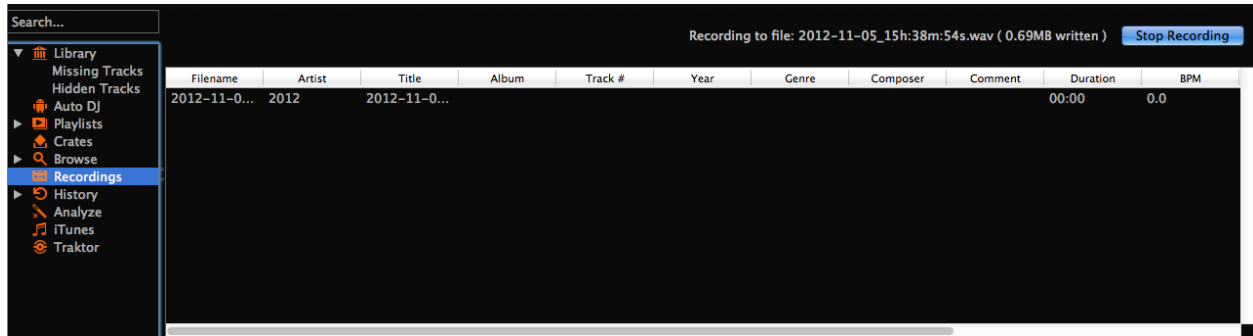 Search...
Recording to file: 2012-11-05_15h:38m:54s.wav ( 0.69MB written ) Stop Recording
Library
Missing Tracks
Hidden Tracks
Auto DJ
Playlists
Crates
Browse
Recordings
History
Analyze
iTunes
Traktor
Filename Artist Title Album Track # Year Genre Composer Comment Duration BPM
2012-11-0... 2012 2012-11-0... 00:00 0.0